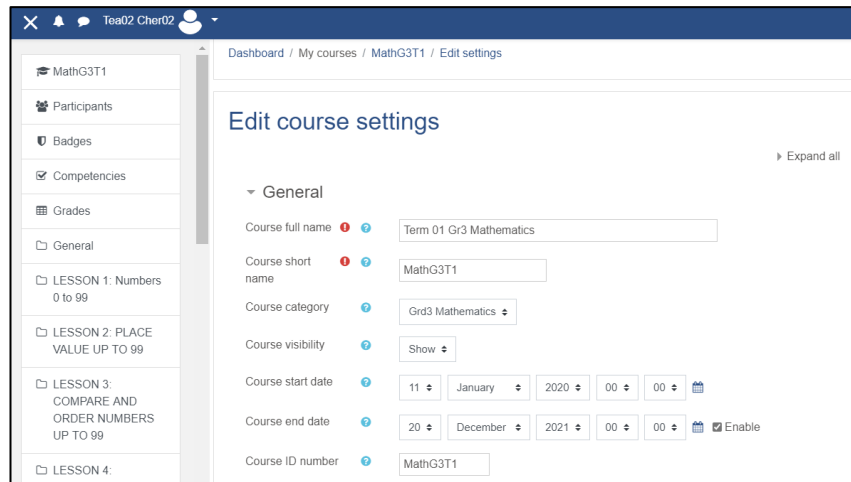 Tea02 Cher02
MathG3T1
Participants
Badges
Competencies
Grades
General
LESSON 1: Numbers
0 to 99
LESSON 2: PLACE
VALUE UP TO 99
LESSON 3:
COMPARE AND
ORDER NUMBERS
UP TO 99
LESSON 4:
Dashboard / My courses / MathG3T1 / Edit settings
Edit course settings
Expand all
General
Course full name Term 01 Gr3 Mathematics
Course short
name MathG3T1
Course category Grd3 Mathematics
Course visibility Show
Course start date 11 January 2020 00 00
Course end date 20 December 2021 00 00 Enable
Course ID number MathG3T1